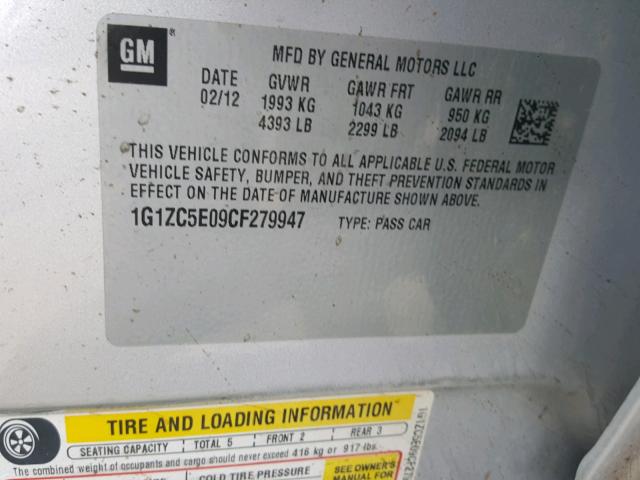 GM
MFD BY GENERAL MOTORS LLC
DATE GVWR GAWR FRT GAWR RR
02/12 1993 KG 1043 KG 950 KG
4393 LB 2299 LB 2094 LB
THIS VEHICLE CONFORMS TO ALL APPLICABLE U.S. FEDERAL MOTOR
VEHICLE SAFETY, BUMPER, AND THEFT PREVENTION STANDARDS IN
EFFECT ON THE DATE OF MANUFACTURE SHOWN ABOVE.
1G1ZC5E09CF279947 TYPE: PASS CAR
TIRE AND LOADING INFORMATION
SEATING CAPACITY TOTAL 5 FRONT 2 REAR 3
The combined weight of occupants and cargo should never exceed 416 kg or 917 lbs.
COLD TIRE PRESSURE
SEE OWNER'S
MANUAL FOR